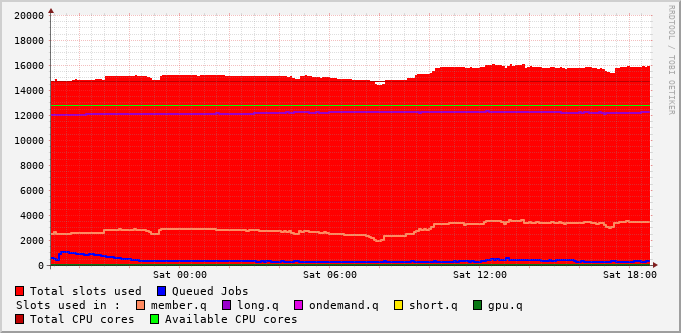 20000
18000
16000
14000
12000
10000
8000
6000
4000
2000
0
Sat 00:00 Sat 06:00 Sat 12:00 Sat 18:00
RRDTOOL / TOBI OETIKER
Total slots used Queued Jobs
Slots used in : member.q long.q ondemand.q short.q gpu.q
Total CPU cores Available CPU cores